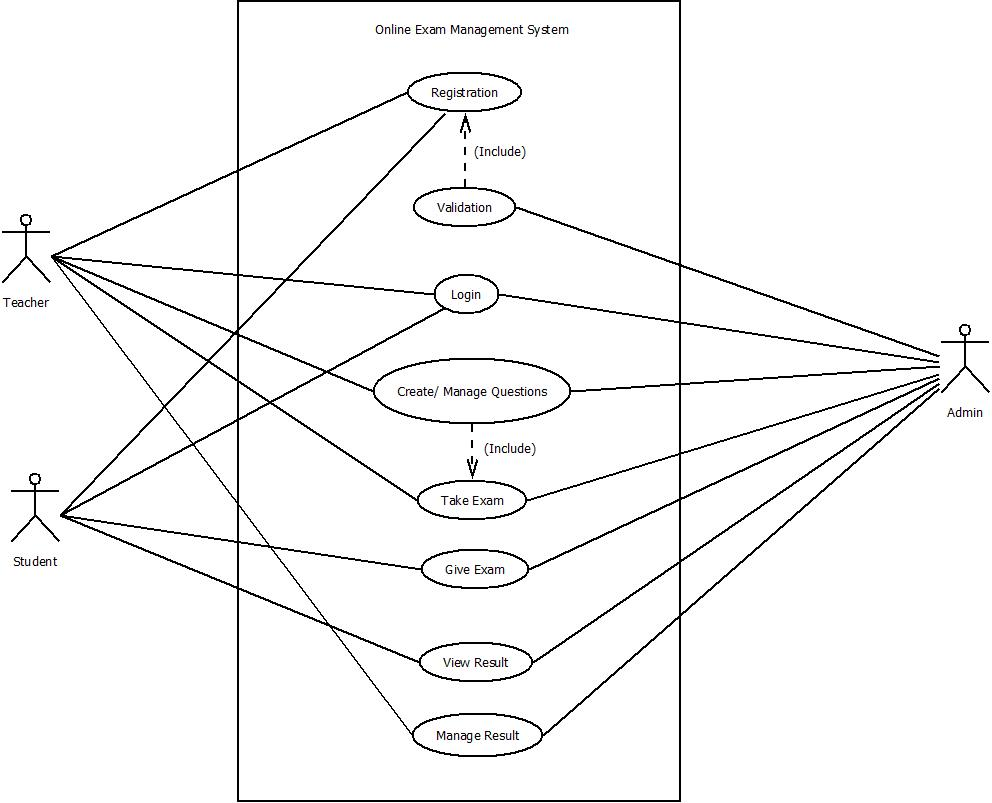 Online Exam Management System
Registration
(Include)
Validation
Teacher
Login
Create/ Manage Questions
Admin
(Include)
Take Exam
Student
Give Exam
View Result
Manage Result